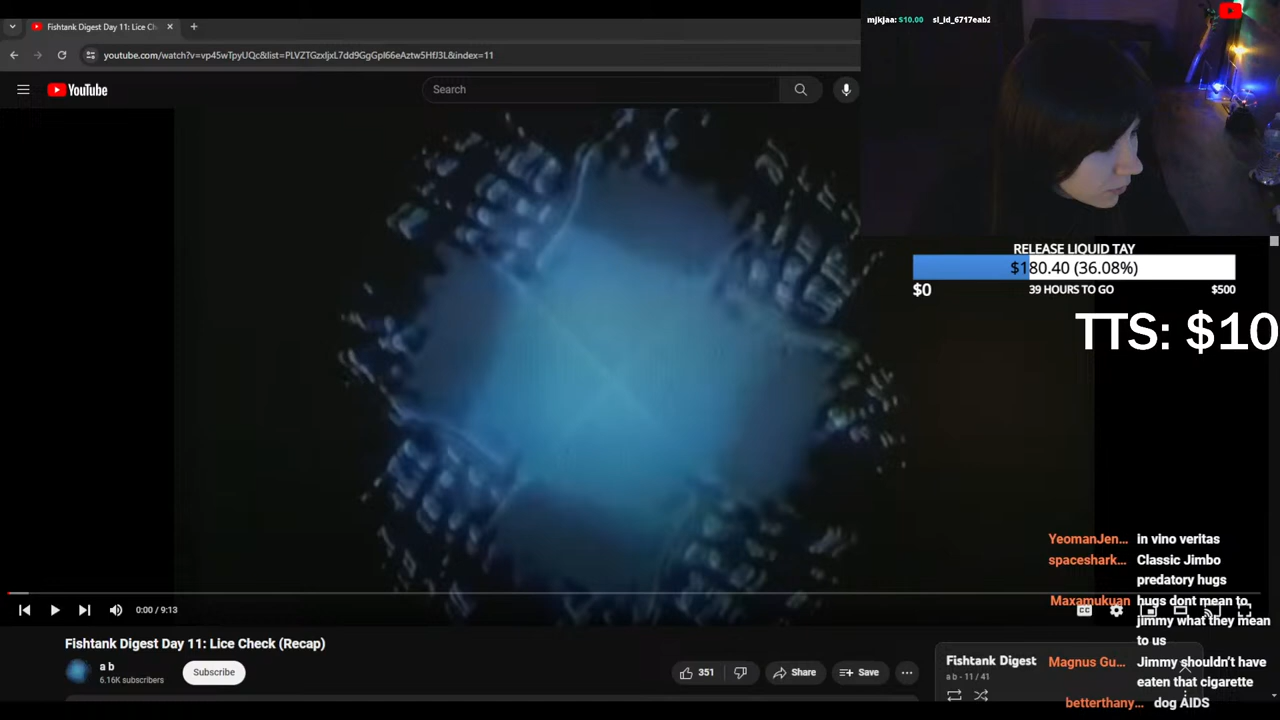 mjkjaa: $10.00 sl_id_6717eab2
Fishtank Digest Day 11: Lice Ch
youtube.com/watch?v=vp45wTpyUQc&list=PLVZTGzxIjxL7dd9GgGpI66eAztw5HfJ3L&index=11
YouTube
Search
RELEASE LIQUID TAY
$180.40 (36.08%)
$0 39 HOURS TO GO $500
TTS: $10
YeomanJen... in vino veritas
spaceshark... Classic Jimbo
predatory hugs
Maxamukuan hugs dont mean to
jimmy what they mean
to us
Magnus Gu... Jimmy shouldn't have
eaten that cigarette
betterthany... dog AIDS
0:00 / 9:13
CC
Fishtank Digest Day 11: Lice Check (Recap)
a b
6.16K subscribers
Subscribe
351
Share
Save
Fishtank Digest
a b - 11 / 41